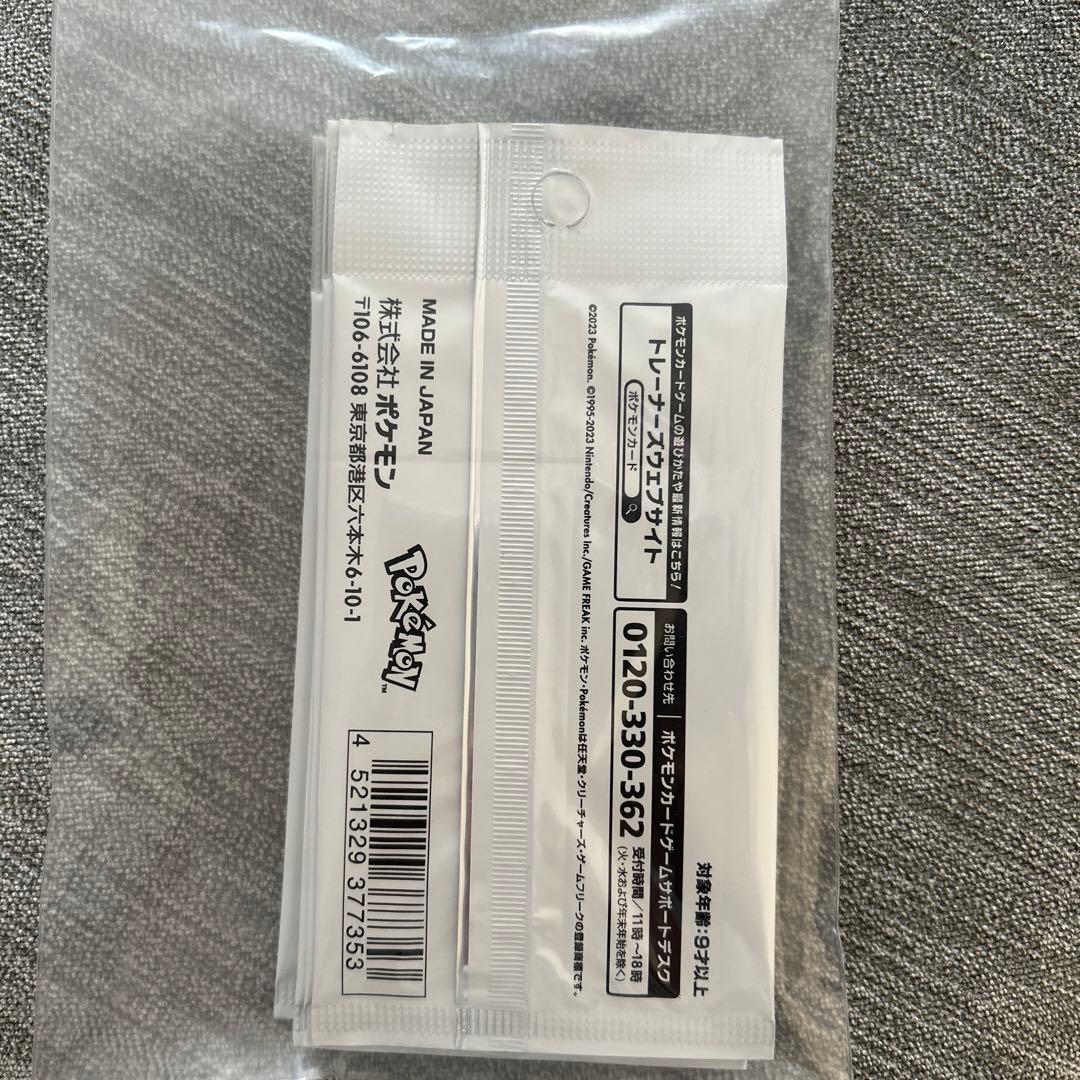 対象年齢:9才以上
ポケモンカードゲームの遊びかたや最新情報はこちら!
トレーナーズウェブサイト
ポケモンカード
お問い合わせ先 | ポケモンカードゲームサポートデスク
0120-330-362
受付時間/11時~18時
(火・水および年末年始を除く)
©2023 Pokémon. ©1995-2023 Nintendo/Creatures Inc./GAME FREAK inc. ポケモン・Pokémonは任天堂・クリーチャーズ・ゲームフリークの登録商標です。
MADE IN JAPAN
株式会社 ポケモン
〒106-6108 東京都港区六本木6-10-1
POKéMON™
4 521329 377353